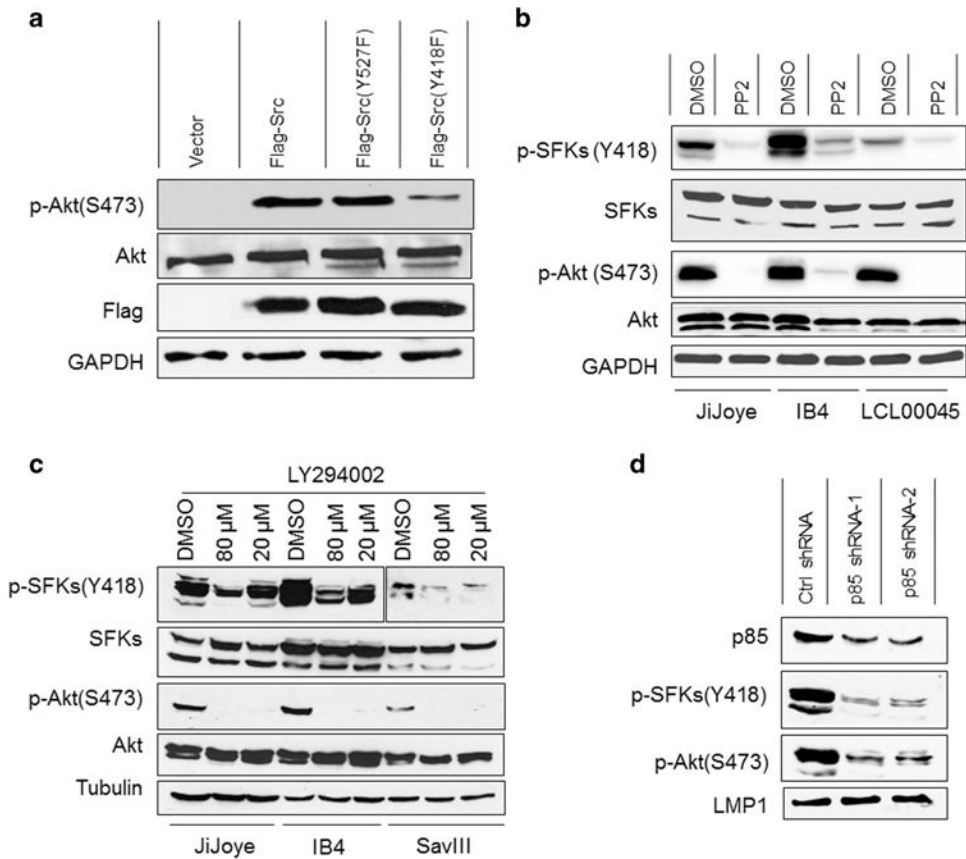 a
Vector
Flag-Src
Flag-Src(Y527F)
Flag-Src(Y418F)
p-Akt(S473)
Akt
Flag
GAPDH
b
DMSO
PP2
DMSO
PP2
DMSO
PP2
p-SFKs (Y418)
SFKs
p-Akt (S473)
Akt
GAPDH
JiJoye IB4 LCL00045
c
LY294002
DMSO
80 µM
20 µM
DMSO
80 µM
20 µM
DMSO
80 µM
20 µM
p-SFKs(Y418)
SFKs
p-Akt(S473)
Akt
Tubulin
JiJoye IB4 SavIII
d
Ctrl shRNA
p85 shRNA-1
p85 shRNA-2
p85
p-SFKs(Y418)
p-Akt(S473)
LMP1